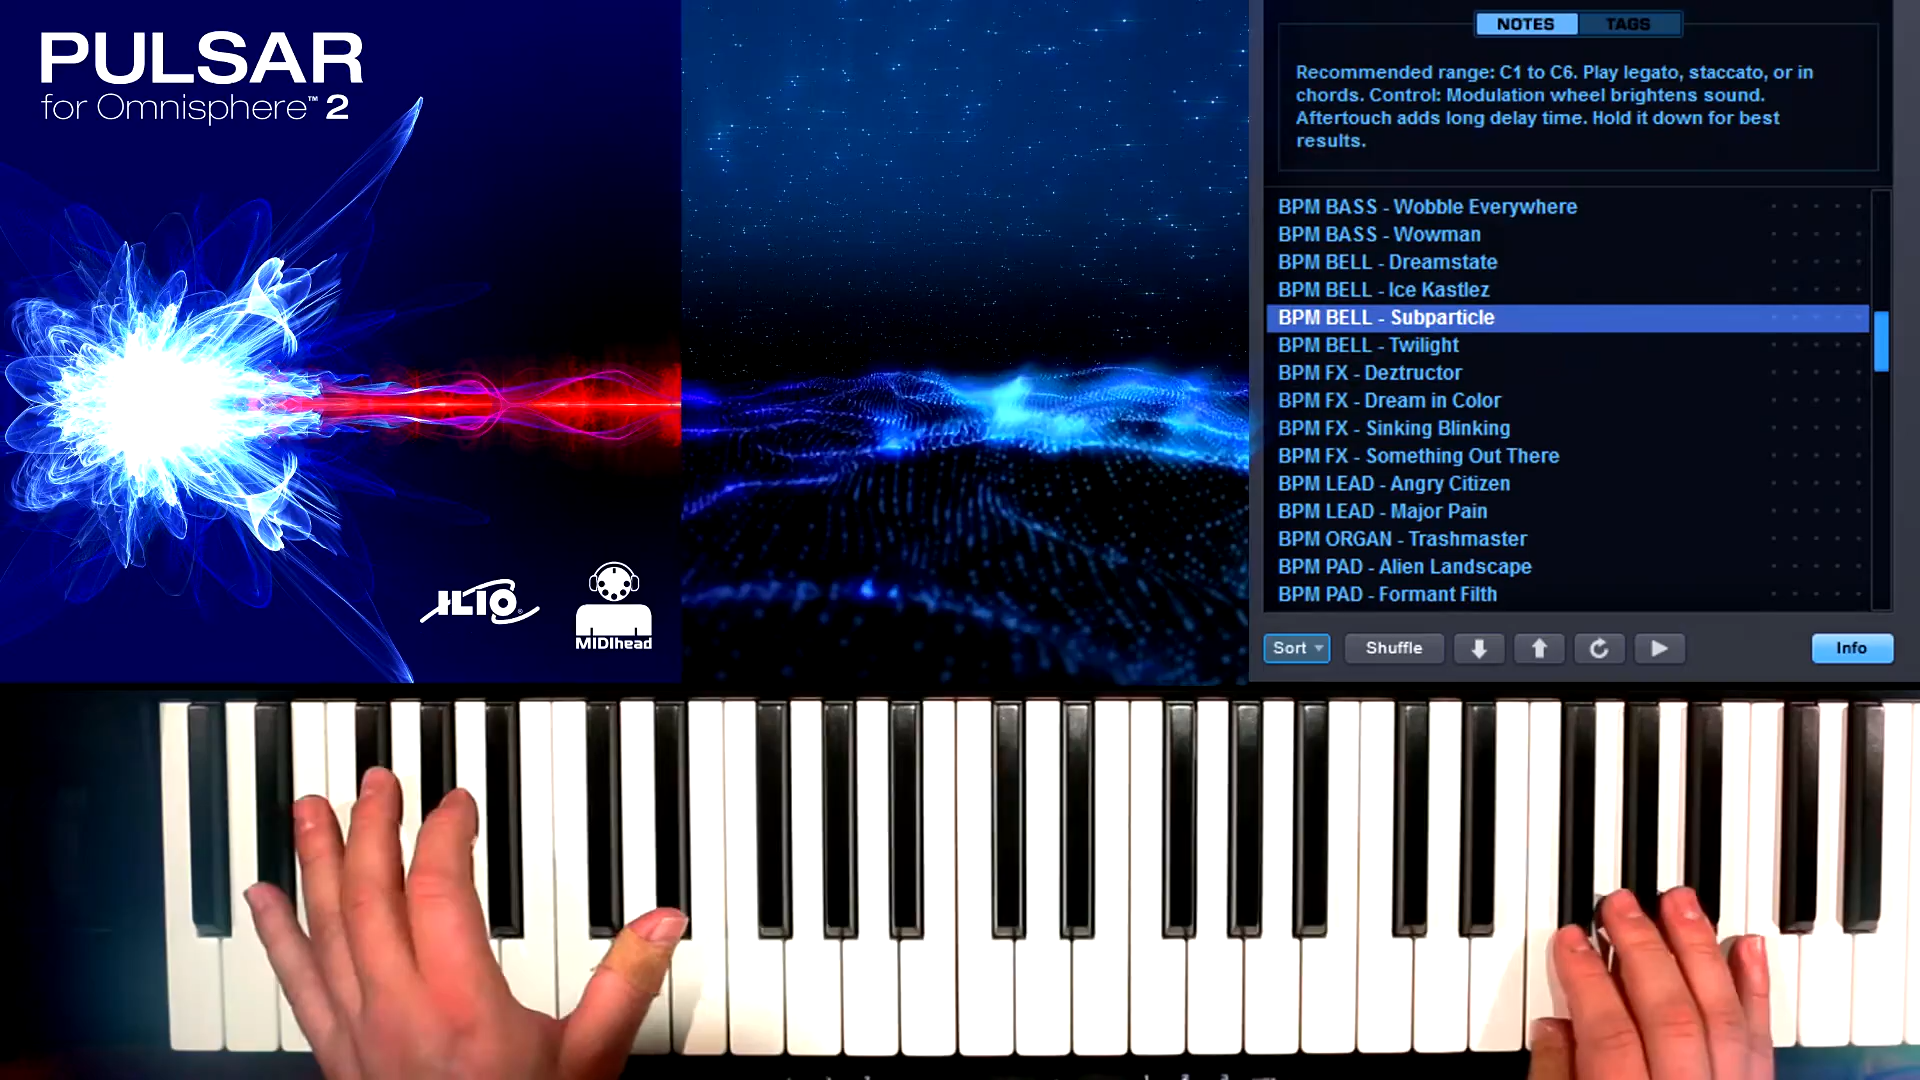 PULSAR
for Omnisphere™ 2
ILIO®
MIDIhead
NOTES
TAGS
Recommended range: C1 to C6. Play legato, staccato, or in
chords. Control: Modulation wheel brightens sound.
Aftertouch adds long delay time. Hold it down for best
results.
BPM BASS - Wobble Everywhere
BPM BASS - Wowman
BPM BELL - Dreamstate
BPM BELL - Ice Kastlez
BPM BELL - Subparticle
BPM BELL - Twilight
BPM FX - Deztructor
BPM FX - Dream in Color
BPM FX - Sinking Blinking
BPM FX - Something Out There
BPM LEAD - Angry Citizen
BPM LEAD - Major Pain
BPM ORGAN - Trashmaster
BPM PAD - Alien Landscape
BPM PAD - Formant Filth
Sort
Shuffle
Info